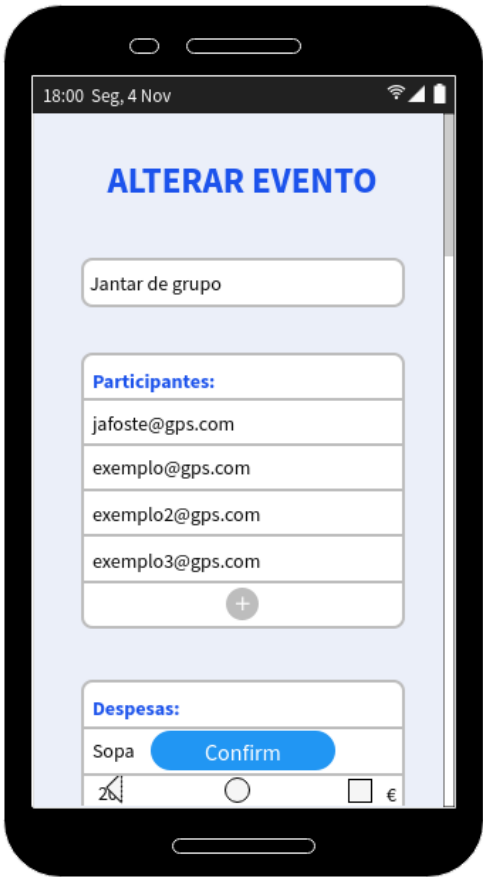 18:00 Seg, 4 Nov
ALTERAR EVENTO
Jantar de grupo
Participantes:
jafoste@gps.com
exemplo@gps.com
exemplo2@gps.com
exemplo3@gps.com
+
Despesas:
Sopa
Confirm
€